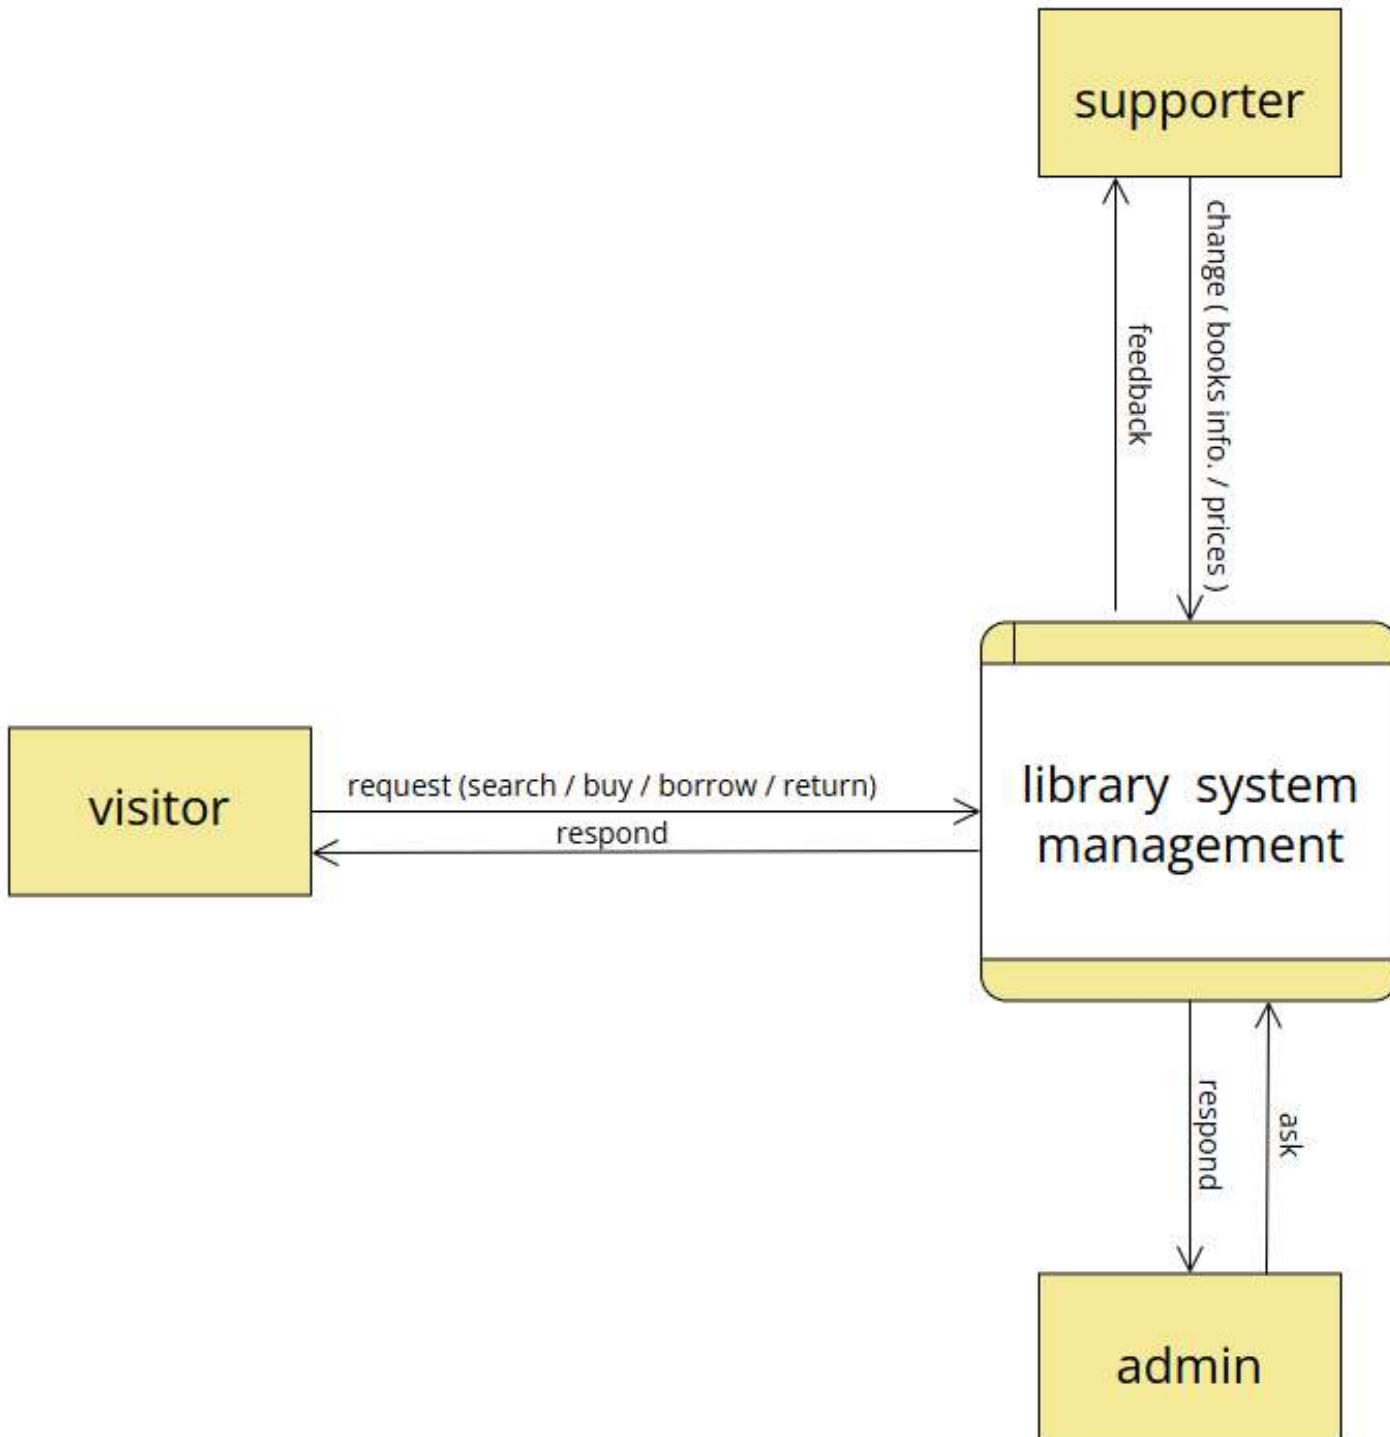 supporter
feedback
change ( books info. / prices )
visitor
request (search / buy / borrow / return)
respond
library system
management
respond
ask
admin